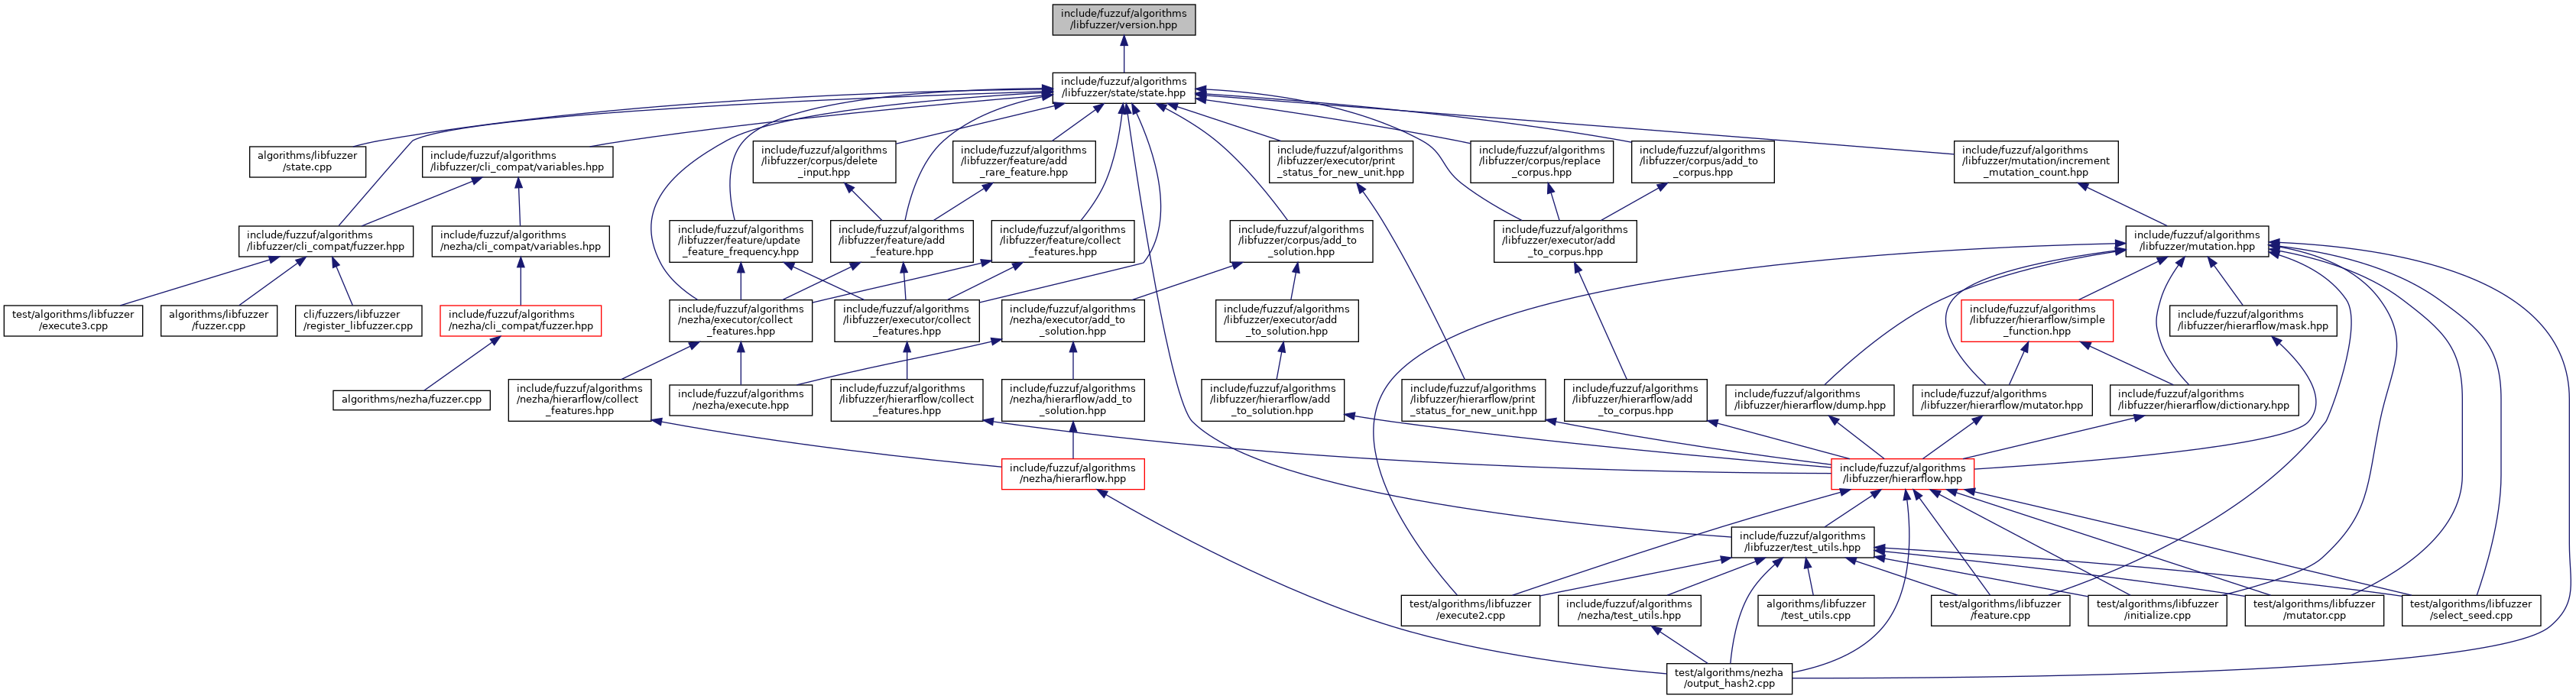 include/fuzzuf/algorithms
/libfuzzer/version.hpp
include/fuzzuf/algorithms
/libfuzzer/state/state.hpp
algorithms/libfuzzer
/state.cpp
include/fuzzuf/algorithms
/libfuzzer/cli_compat/variables.hpp
include/fuzzuf/algorithms
/libfuzzer/corpus/delete
_input.hpp
include/fuzzuf/algorithms
/libfuzzer/feature/add
_rare_feature.hpp
include/fuzzuf/algorithms
/libfuzzer/executor/print
_status_for_new_unit.hpp
include/fuzzuf/algorithms
/libfuzzer/corpus/replace
_corpus.hpp
include/fuzzuf/algorithms
/libfuzzer/corpus/add_to
_corpus.hpp
include/fuzzuf/algorithms
/libfuzzer/mutation/increment
_mutation_count.hpp
include/fuzzuf/algorithms
/libfuzzer/cli_compat/fuzzer.hpp
include/fuzzuf/algorithms
/nezha/cli_compat/variables.hpp
include/fuzzuf/algorithms
/libfuzzer/feature/update
_feature_frequency.hpp
include/fuzzuf/algorithms
/libfuzzer/feature/add
_feature.hpp
include/fuzzuf/algorithms
/libfuzzer/feature/collect
_features.hpp
include/fuzzuf/algorithms
/libfuzzer/corpus/add_to
_solution.hpp
include/fuzzuf/algorithms
/libfuzzer/executor/add
_to_corpus.hpp
include/fuzzuf/algorithms
/libfuzzer/mutation.hpp
test/algorithms/libfuzzer
/execute3.cpp
algorithms/libfuzzer
/fuzzer.cpp
cli/fuzzers/libfuzzer
/register_libfuzzer.cpp
include/fuzzuf/algorithms
/nezha/cli_compat/fuzzer.hpp
include/fuzzuf/algorithms
/nezha/executor/collect
_features.hpp
include/fuzzuf/algorithms
/libfuzzer/executor/collect
_features.hpp
include/fuzzuf/algorithms
/nezha/executor/add_to
_solution.hpp
include/fuzzuf/algorithms
/libfuzzer/executor/add
_to_solution.hpp
include/fuzzuf/algorithms
/libfuzzer/hierarflow/simple
_function.hpp
include/fuzzuf/algorithms
/libfuzzer/hierarflow/mask.hpp
algorithms/nezha/fuzzer.cpp
include/fuzzuf/algorithms
/nezha/hierarflow/collect
_features.hpp
include/fuzzuf/algorithms
/nezha/execute.hpp
include/fuzzuf/algorithms
/libfuzzer/hierarflow/collect
_features.hpp
include/fuzzuf/algorithms
/nezha/hierarflow/add_to
_solution.hpp
include/fuzzuf/algorithms
/libfuzzer/hierarflow/add
_to_solution.hpp
include/fuzzuf/algorithms
/libfuzzer/hierarflow/print
_status_for_new_unit.hpp
include/fuzzuf/algorithms
/libfuzzer/hierarflow/add
_to_corpus.hpp
include/fuzzuf/algorithms
/libfuzzer/hierarflow/dump.hpp
include/fuzzuf/algorithms
/libfuzzer/hierarflow/mutator.hpp
include/fuzzuf/algorithms
/libfuzzer/hierarflow/dictionary.hpp
include/fuzzuf/algorithms
/nezha/hierarflow.hpp
include/fuzzuf/algorithms
/libfuzzer/hierarflow.hpp
include/fuzzuf/algorithms
/libfuzzer/test_utils.hpp
test/algorithms/libfuzzer
/execute2.cpp
include/fuzzuf/algorithms
/nezha/test_utils.hpp
algorithms/libfuzzer
/test_utils.cpp
test/algorithms/libfuzzer
/feature.cpp
test/algorithms/libfuzzer
/initialize.cpp
test/algorithms/libfuzzer
/mutator.cpp
test/algorithms/libfuzzer
/select_seed.cpp
test/algorithms/nezha
/output_hash2.cpp